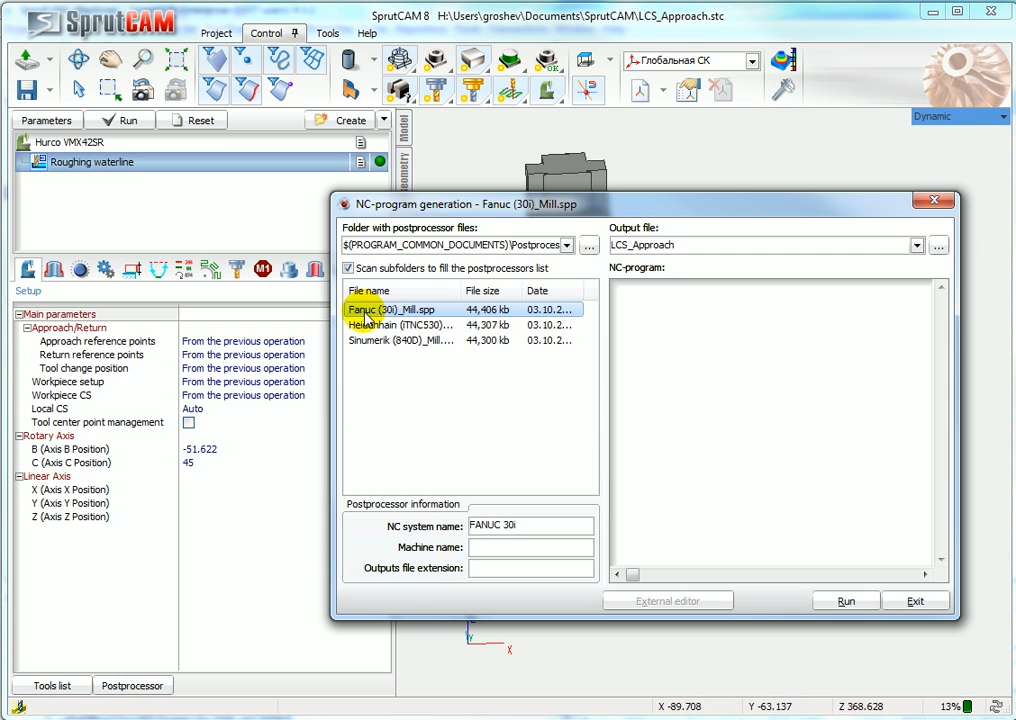 SprutCAM
SprutCAM 8 H:\Users\groshev\Documents\SprutCAM\LCS_Approach.stc
Project
Control
Tools
Help
Глобальная СК
OK
Dynamic
Parameters
Run
Reset
Create
Model
Geometry
Hurco VMX42SR
Roughing waterline
M1
Setup
Main parameters
Approach/Return
Approach reference points From the previous operation
Return reference points From the previous operation
Tool change position From the previous operation
Workpiece setup From the previous operation
Workpiece CS From the previous operation
Local CS Auto
Tool center point management
Rotary Axis
B (Axis B Position) -51.622
C (Axis C Position) 45
Linear Axis
X (Axis X Position)
Y (Axis Y Position)
Z (Axis Z Position)
NC-program generation - Fanuc (30i)_Mill.spp
Folder with postprocessor files:
$(PROGRAM_COMMON_DOCUMENTS)\Postproces
...
Scan subfolders to fill the postprocessors list
File name File size Date
Fanuc (30i)_Mill.spp 44,406 kb 03.10.2...
Heidenhain (iTNC530)... 44,307 kb 03.10.2...
Sinumerik (840D)_Mill.... 44,300 kb 03.10.2...
Postprocessor information
NC system name: FANUC 30i
Machine name:
Outputs file extension:
Output file:
LCS_Approach
...
NC-program:
External editor
Run
Exit
Y
X
Tools list
Postprocessor
X -89.708
Y -63.137
Z 368.628
13%